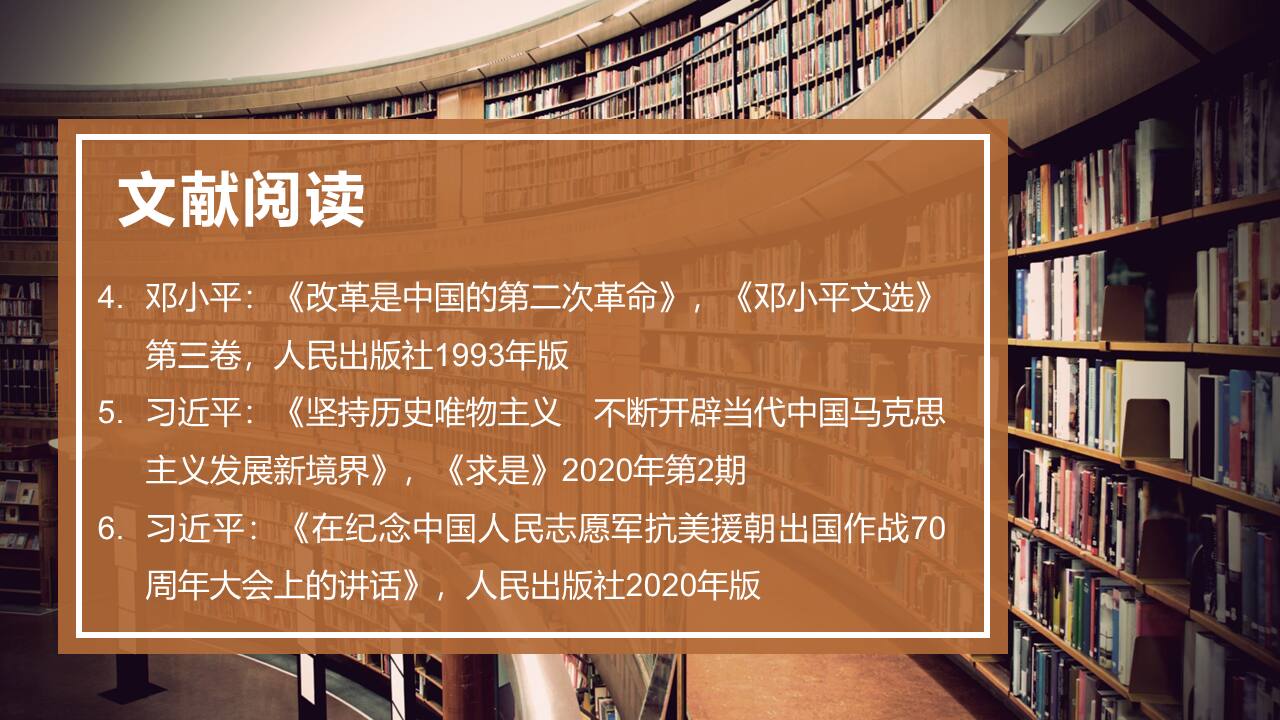 文献阅读
4. 邓小平：《改革是中国的第二次革命》，《邓小平文选》
第三卷，人民出版社1993年版
5. 习近平：《坚持历史唯物主义　不断开辟当代中国马克思
主义发展新境界》，《求是》2020年第2期
6. 习近平：《在纪念中国人民志愿军抗美援朝出国作战70
周年大会上的讲话》，人民出版社2020年版